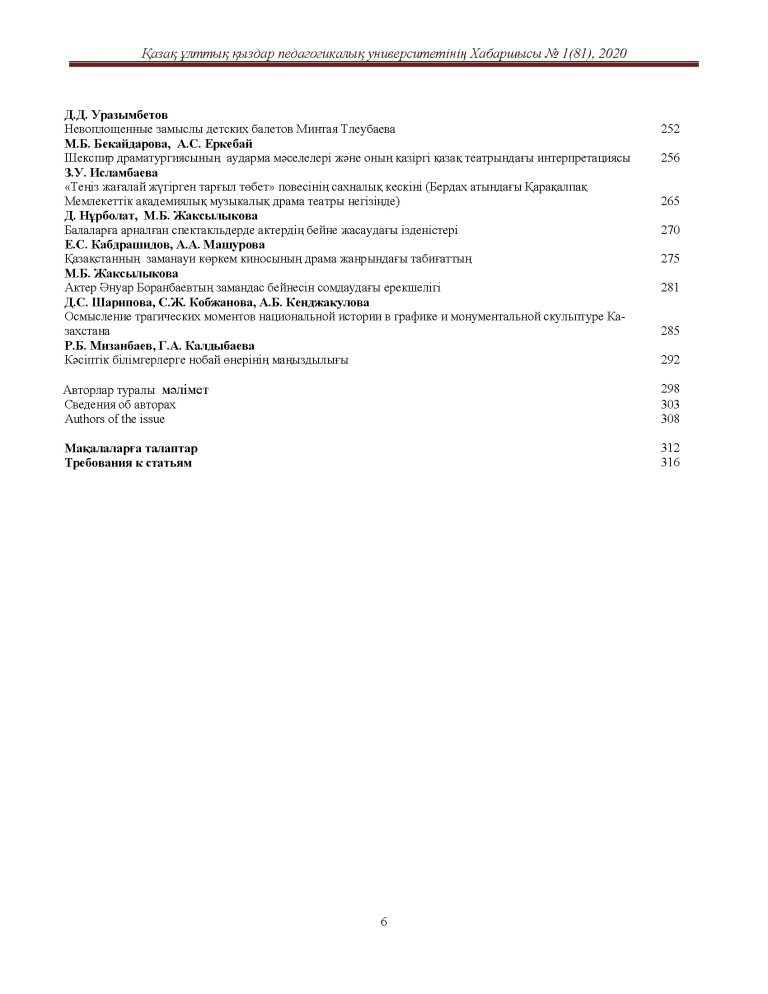 Қазақ ұлттық қыздар педагогикалық университетінің Хабаршысы № 1(81), 2020
Д.Д. Уразымбетов
Невоплощенные замыслы детских балетов Минтая Тлеубаева 252
М.Б. Бекайдарова, А.С. Еркебай
Шекспир драматургиясының аударма мәселелері және оның қазіргі қазақ театрындағы интерпретациясы 256
З.У. Исламбаева
«Теңіз жағалай жүгірген тарғыл төбет» повесінің сахналық кескіні (Бердах атындағы Қарақалпақ
Мемлекеттік академиялық музыкалық драма театры негізінде) 265
Д. Нұрболат, М.Б. Жаксылыкова
Балаларға арналған спектакльдерде актердің бейне жасаудағы ізденістері 270
Е.С. Кабдрашидов, А.А. Машурова
Қазақстанның заманауи көркем киносының драма жанрындағы табиғаттың 275
М.Б. Жаксылыкова
Актер Әнуар Боранбаевтың замандас бейнесін сомдаудағы ерекшелігі 281
Д.С. Шарипова, С.Ж. Кобжанова, А.Б. Кенджакулова
Осмысление трагических моментов национальной истории в графике и монументальной скульптуре Ка-
захстана 285
Р.Б. Мизанбаев, Г.А. Калдыбаева
Кәсіптік білімгерлерге нобай өнерінің маңыздылығы 292
Авторлар туралы мәлімет 298
Сведения об авторах 303
Authors of the issue 308
Мақалаларға талаптар 312
Требования к статьям 316
6